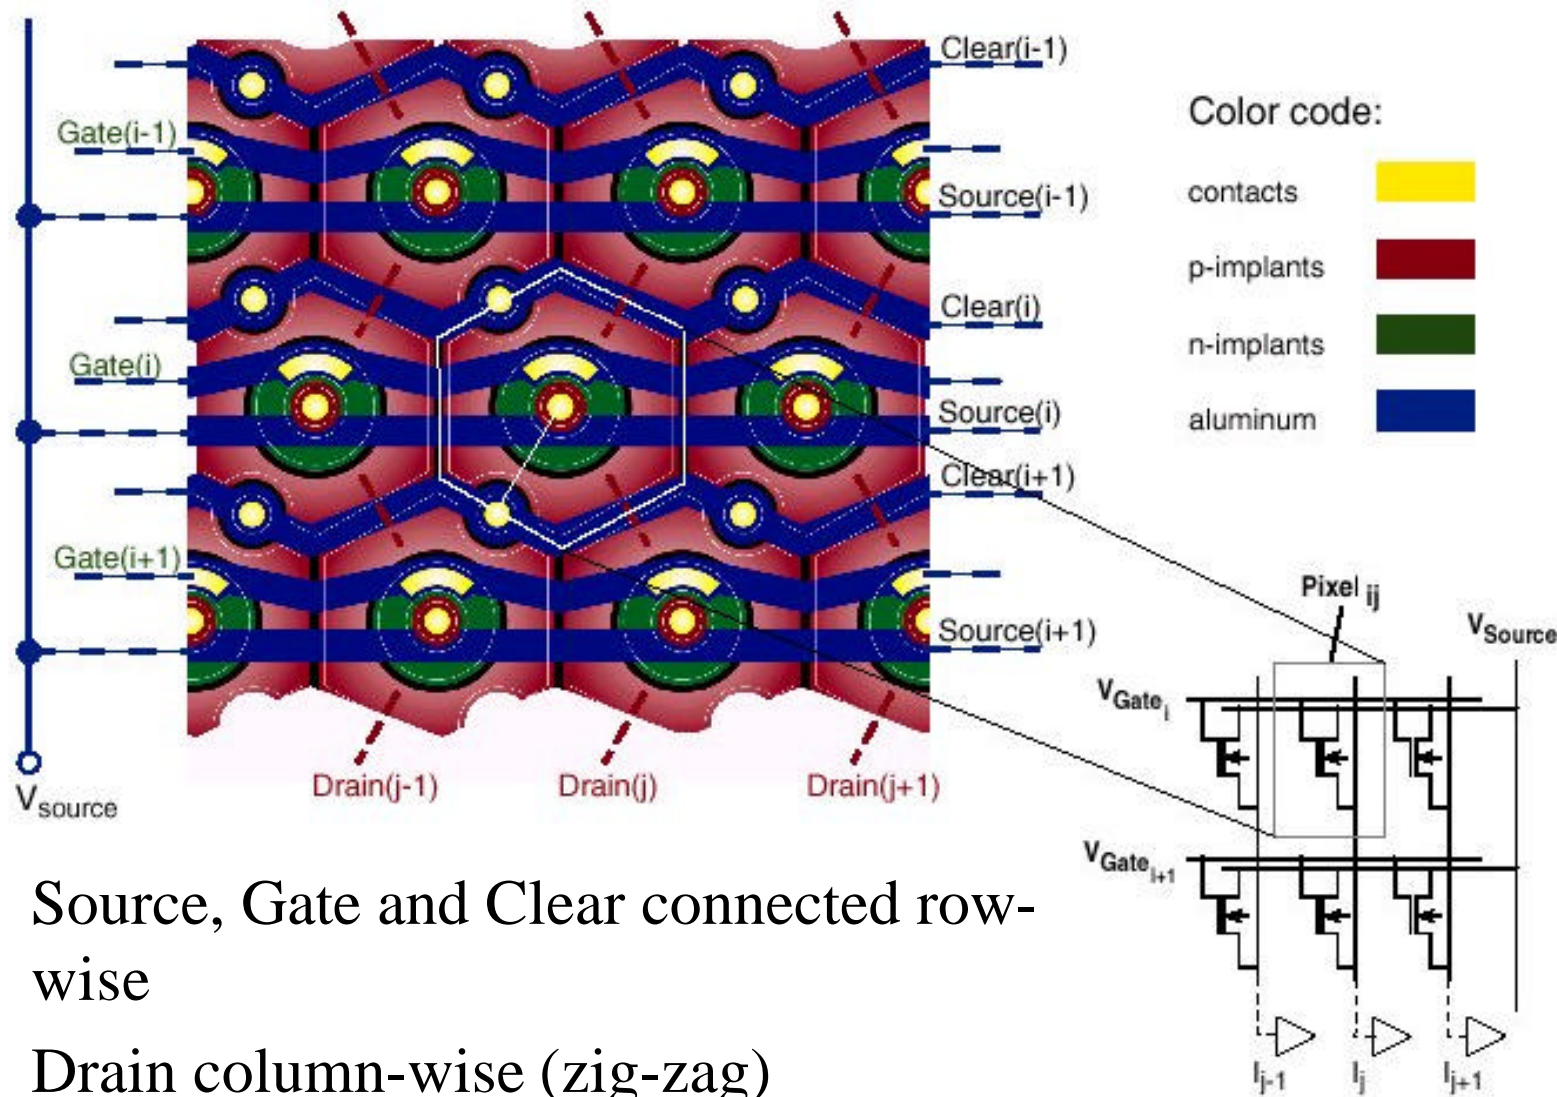 Clear(i-1)
Gate(i-1)
Source(i-1)
Clear(i)
Gate(i)
Source(i)
Clear(i+1)
Gate(i+1)
Source(i+1)
Drain(j-1)
Drain(j)
Drain(j+1)
Vsource
Color code:
contacts
p-implants
n-implants
aluminum
Pixel ij
VSource
VGate i
VGate i+1
Ij-1
Ij
Ij+1
Source, Gate and Clear connected row-
wise
Drain column-wise (zig-zag)